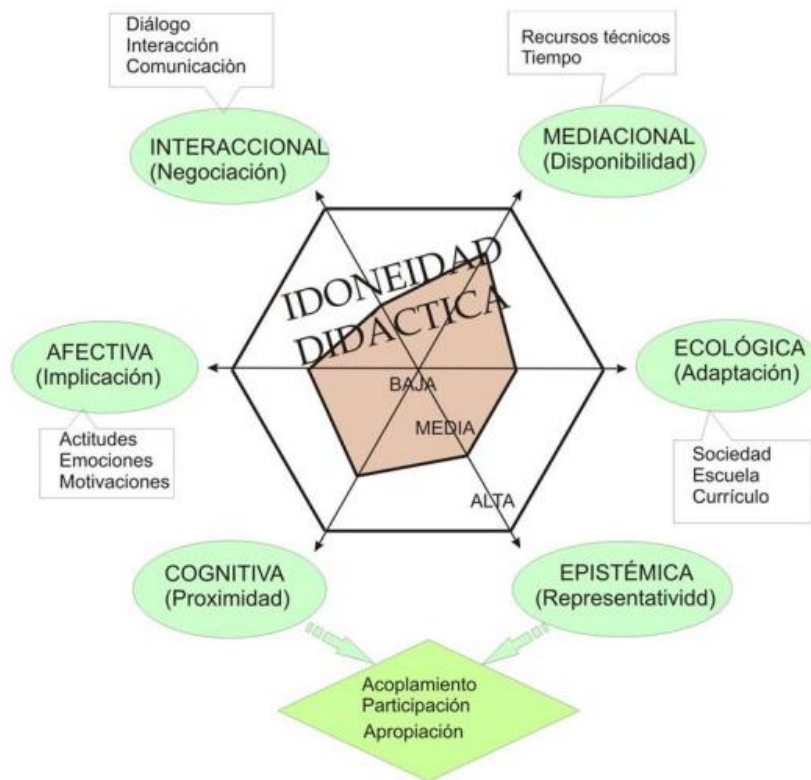 Diálogo
Interacción
Comunicaciòn
Recursos técnicos
Tiempo
INTERACCIONAL
(Negociación)
MEDIACIONAL
(Disponibilidad)
IDONEIDAD
DIDÁCTICA
AFECTIVA
(Implicación)
ECOLÓGICA
(Adaptación)
BAJA
MEDIA
ALTA
Actitudes
Emociones
Motivaciones
Sociedad
Escuela
Currículo
COGNITIVA
(Proximidad)
EPISTÉMICA
(Representatividd)
Acoplamiento
Participación
Apropiación